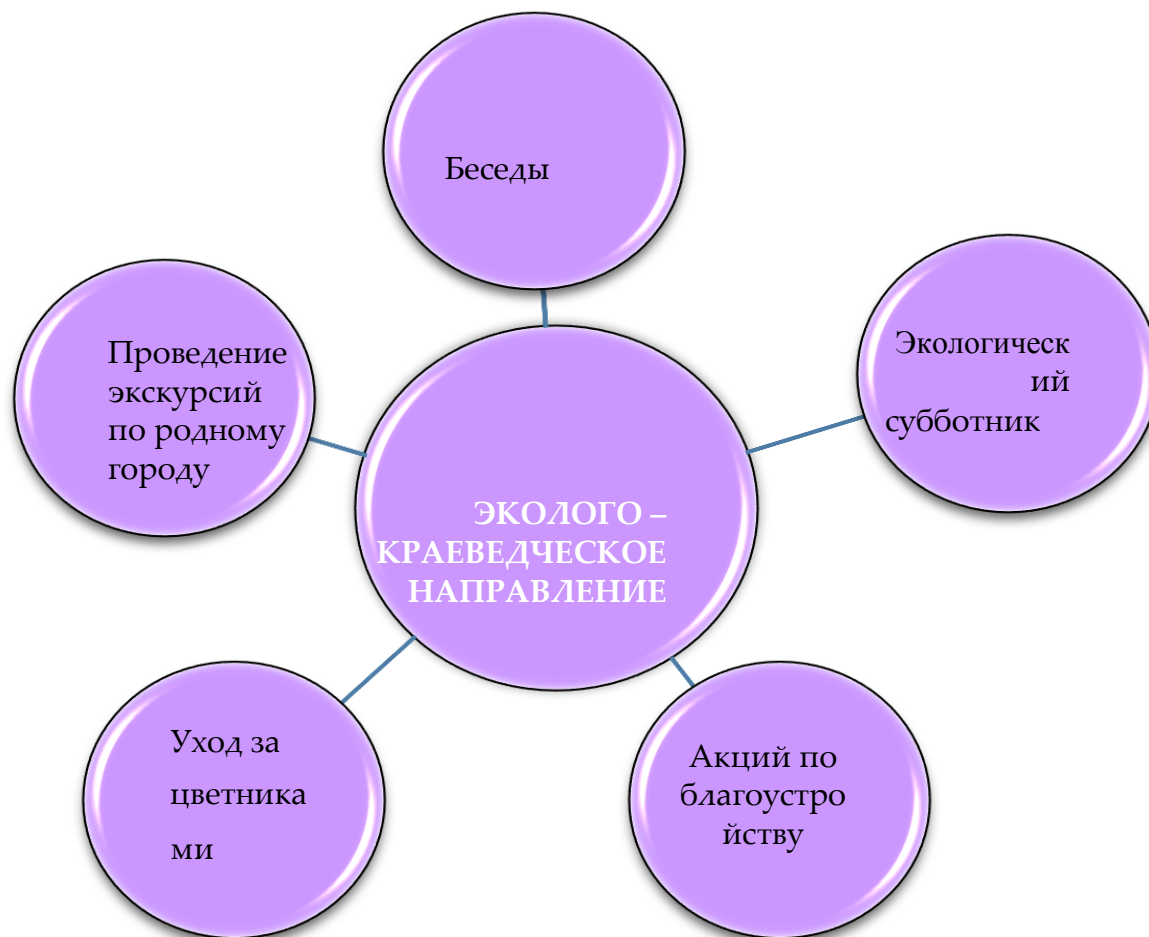 Беседы
Экологическ
ий
субботник
Проведение
экскурсий
по родному
городу
ЭКОЛОГО –
КРАЕВЕДЧЕСКОЕ
НАПРАВЛЕНИЕ
Уход за
цветника
ми
Акций по
благоустро
йству